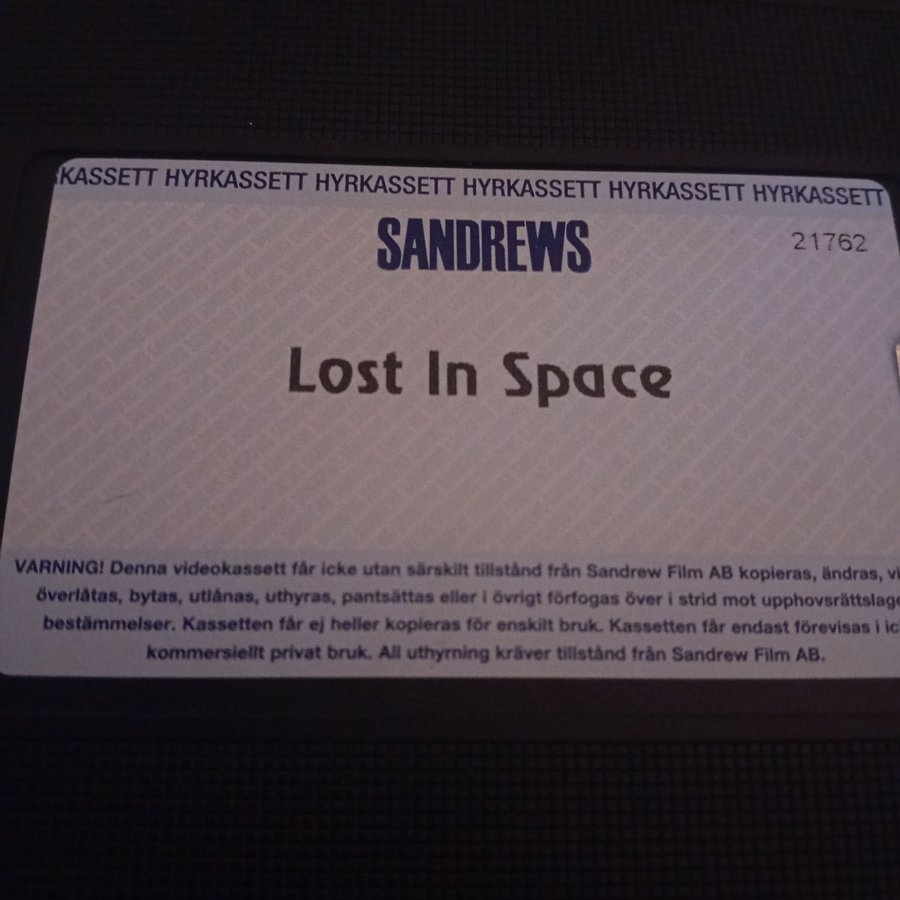 KASSETT HYRKASSETT HYRKASSETT HYRKASSETT HYRKASSETT HYRKASSETT
SANDREWS
21762
Lost In Space
VARNING! Denna videokassett får icke utan särskilt tillstånd från Sandrew Film AB kopieras, ändras, vi
överlåtas, bytas, utlånas, uthyras, pantsättas eller i övrigt förfogas över i strid mot upphovsrättslage
bestämmelser. Kassetten får ej heller kopieras för enskilt bruk. Kassetten får endast förevisas i ic
kommersiellt privat bruk. All uthyrning kräver tillstånd från Sandrew Film AB.